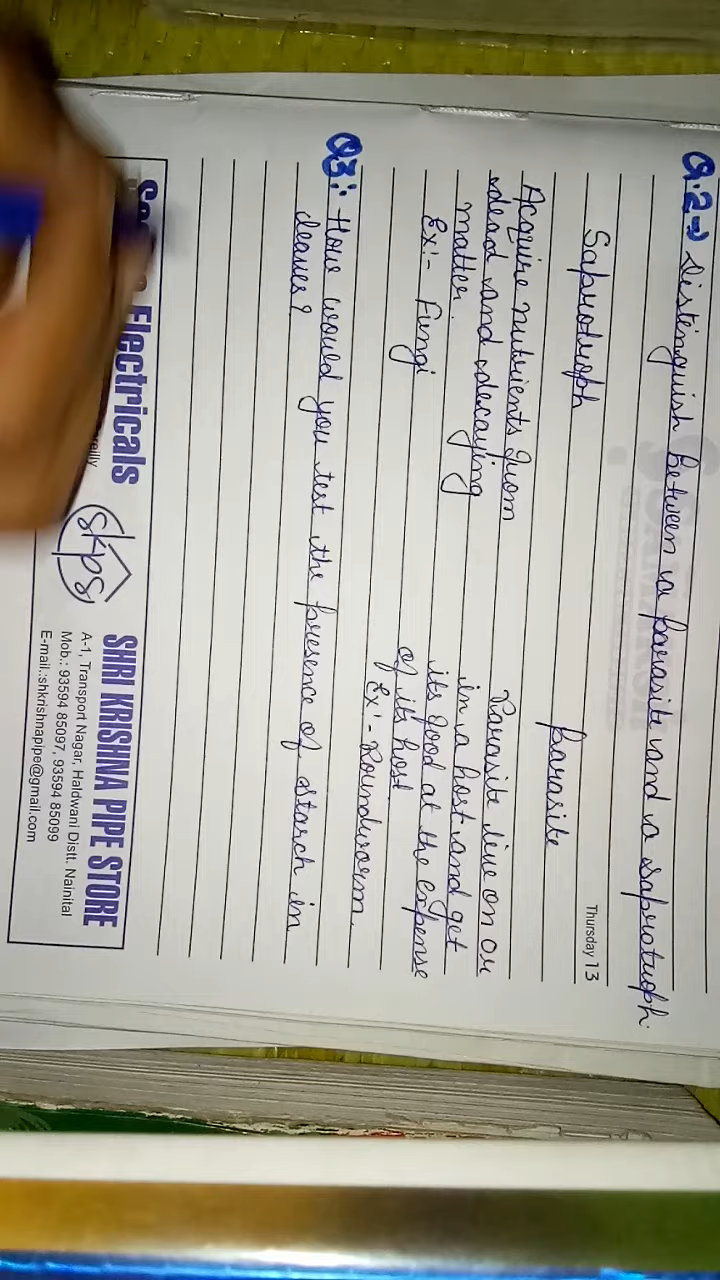 Q.2→ Distinguish between a parasite and a saprotroph.
Thursday 13
Saprotroph parasite
Acquire nutrients from
dead and decaying
matter.
Ex:- Fungi
Parasite live on or
in a host and get
its food at the expense
of its host.
Ex:- Roundworm.
Q3:- How would you test the presence of starch in
leaves?
Electricals
skps
SHRI KRISHNA PIPE STORE
A-1, Transport Nagar, Haldwani Distt. Nainital
Mob.: 93594 85097, 93594 85099
E-mail.:shkrishnapipe@gmail.com